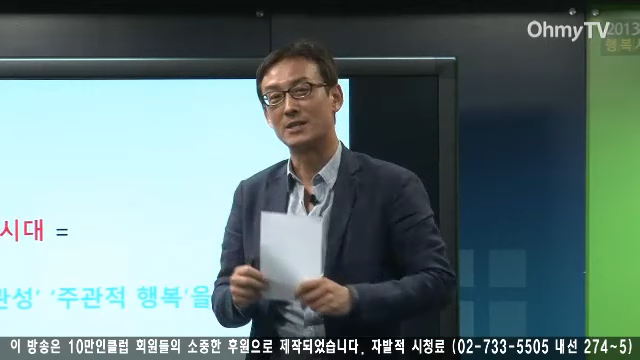 OhmyTV
2013
행복
시대 =
관성’ ‘주관적 행복’을
이 방송은 10만인클럽 회원들의 소중한 후원으로 제작되었습니다. 자발적 시청료 (02-733-5505 내선 274~5)